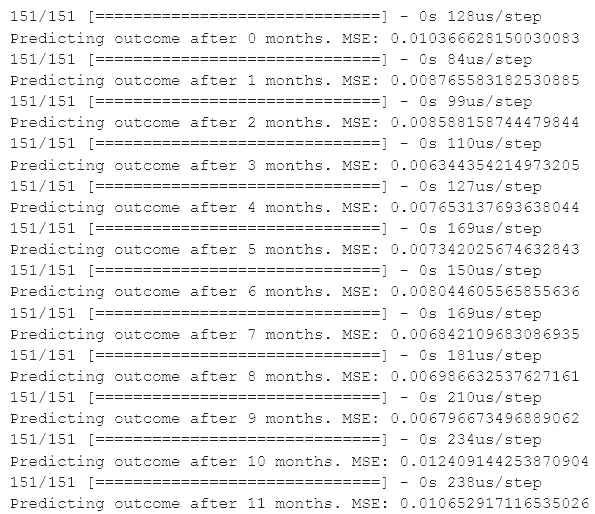 151/151 [==============================] - 0s 128us/step
Predicting outcome after 0 months. MSE: 0.010366628150030083
151/151 [==============================] - 0s 84us/step
Predicting outcome after 1 months. MSE: 0.008765583182530885
151/151 [==============================] - 0s 99us/step
Predicting outcome after 2 months. MSE: 0.008588158744479844
151/151 [==============================] - 0s 110us/step
Predicting outcome after 3 months. MSE: 0.006344354214973205
151/151 [==============================] - 0s 127us/step
Predicting outcome after 4 months. MSE: 0.007653137693638044
151/151 [==============================] - 0s 169us/step
Predicting outcome after 5 months. MSE: 0.007342025674632843
151/151 [==============================] - 0s 150us/step
Predicting outcome after 6 months. MSE: 0.008044605565855636
151/151 [==============================] - 0s 169us/step
Predicting outcome after 7 months. MSE: 0.006842109683086935
151/151 [==============================] - 0s 181us/step
Predicting outcome after 8 months. MSE: 0.006986632537627161
151/151 [==============================] - 0s 210us/step
Predicting outcome after 9 months. MSE: 0.006796673496889062
151/151 [==============================] - 0s 234us/step
Predicting outcome after 10 months. MSE: 0.012409144253870904
151/151 [==============================] - 0s 238us/step
Predicting outcome after 11 months. MSE: 0.010652917116535026